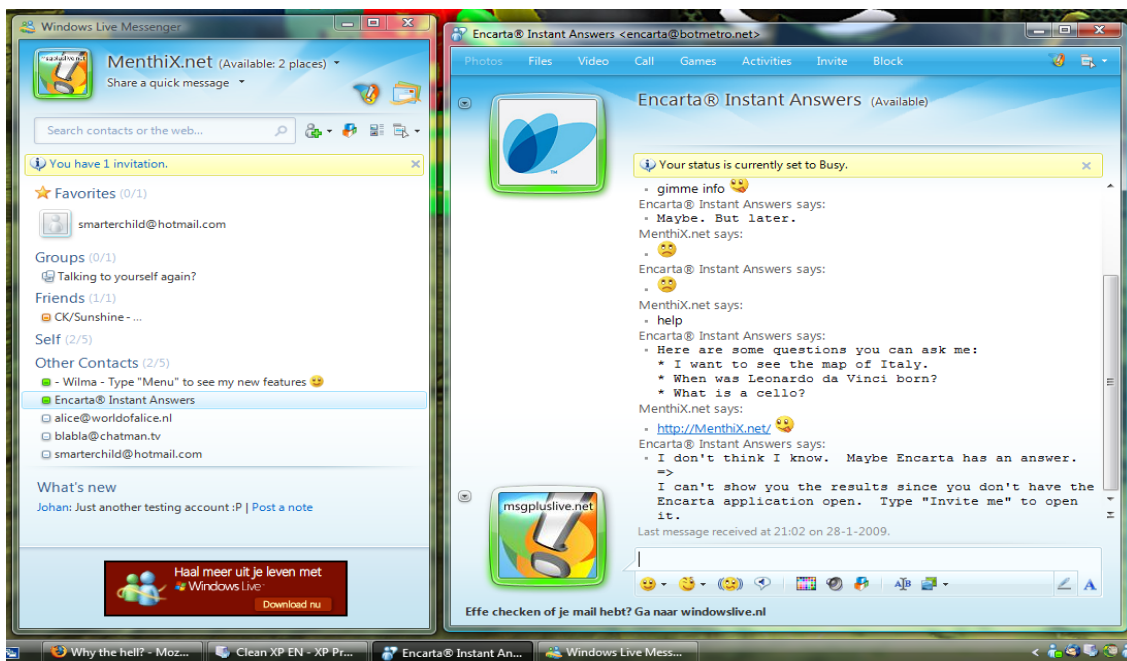 Windows Live Messenger
MenthiX.net (Available: 2 places)
Share a quick message
Search contacts or the web...
You have 1 invitation.
Favorites (0/1)
smarterchild@hotmail.com
Groups (0/1)
Talking to yourself again?
Friends (1/1)
CK/Sunshine - ...
Self (2/5)
Other Contacts (2/5)
- Wilma - Type "Menu" to see my new features
Encarta® Instant Answers
alice@worldofalice.nl
blabla@chatman.tv
smarterchild@hotmail.com
What's new
Johan: Just another testing account :P | Post a note
Haal meer uit je leven met
Windows Live™
Download nu
Encarta® Instant Answers <encarta@botmetro.net>
Photos Files Video Call Games Activities Invite Block
Encarta® Instant Answers (Available)
TM
Your status is currently set to Busy.
gimme info
Encarta® Instant Answers says:
Maybe. But later.
MenthiX.net says:
Encarta® Instant Answers says:
MenthiX.net says:
help
Encarta® Instant Answers says:
Here are some questions you can ask me:
* I want to see the map of Italy.
* When was Leonardo da Vinci born?
* What is a cello?
MenthiX.net says:
http://MenthiX.net/
Encarta® Instant Answers says:
I don't think I know. Maybe Encarta has an answer.
=>
I can't show you the results since you don't have the
Encarta application open. Type "Invite me" to open
it.
msgpluslive.net
Last message received at 21:02 on 28-1-2009.
Effe checken of je mail hebt? Ga naar windowslive.nl
Why the hell? - Moz...
Clean XP EN - XP Pr...
Encarta® Instant An...
Windows Live Mess...